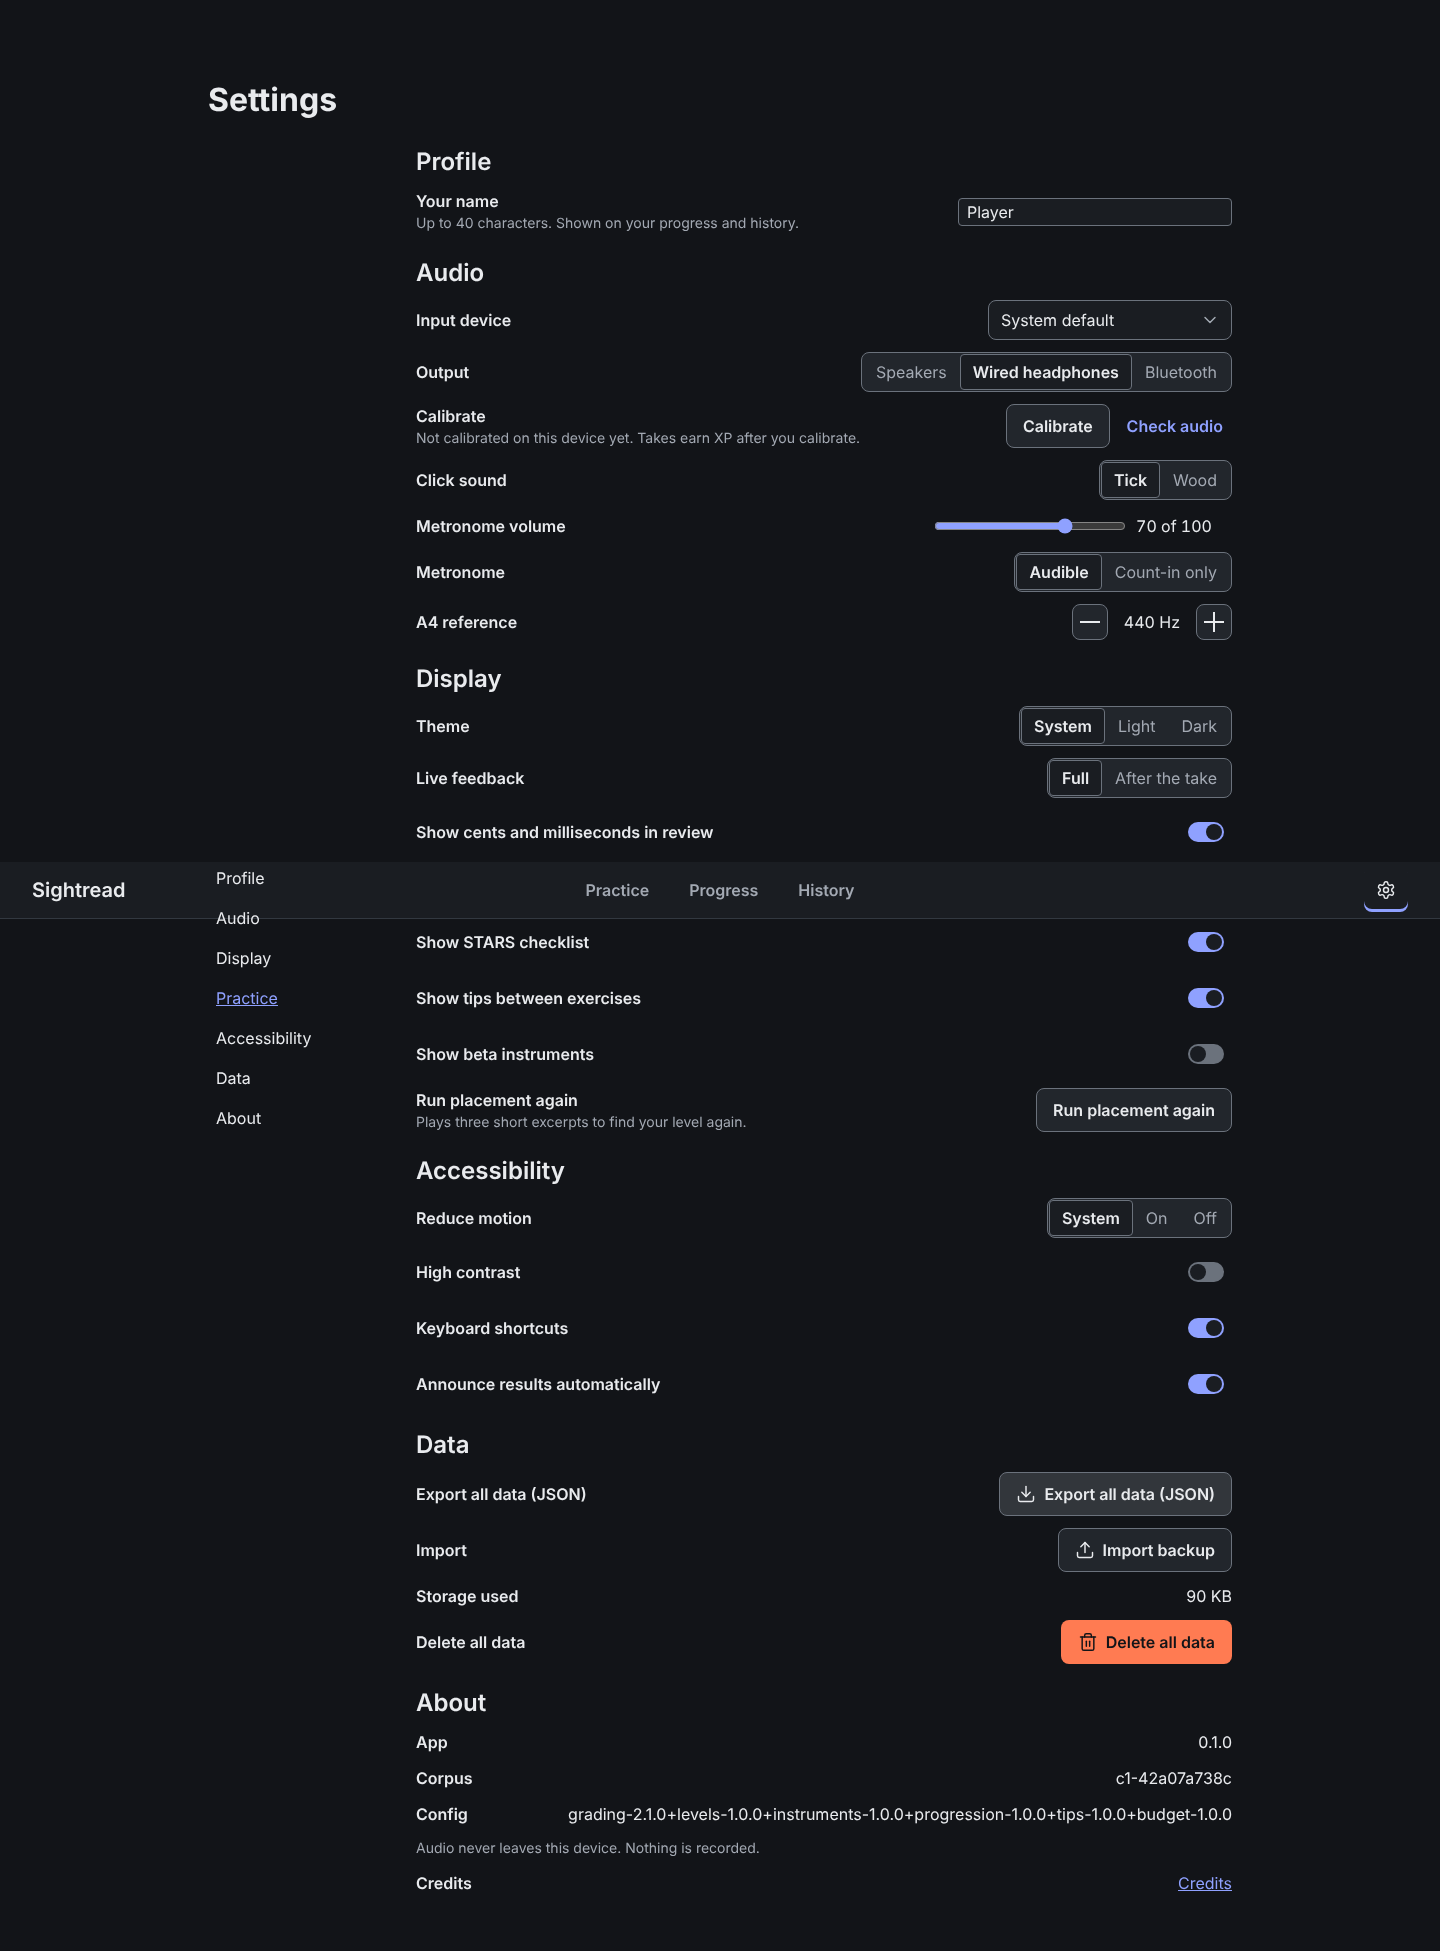 Settings
Profile
Your name
Up to 40 characters. Shown on your progress and history.
Player
Audio
Input device
System default
Output
Speakers Wired headphones Bluetooth
Calibrate
Not calibrated on this device yet. Takes earn XP after you calibrate.
Calibrate Check audio
Click sound
Tick Wood
Metronome volume
70 of 100
Metronome
Audible Count-in only
A4 reference
440 Hz
Display
Theme
System Light Dark
Live feedback
Full After the take
Show cents and milliseconds in review
Sightread
Practice Progress History
Profile
Audio
Display
Practice
Accessibility
Data
About
Show STARS checklist
Show tips between exercises
Show beta instruments
Run placement again
Plays three short excerpts to find your level again.
Run placement again
Accessibility
Reduce motion
System On Off
High contrast
Keyboard shortcuts
Announce results automatically
Data
Export all data (JSON)
Export all data (JSON)
Import
Import backup
Storage used
90 KB
Delete all data
Delete all data
About
App
0.1.0
Corpus
c1-42a07a738c
Config
grading-2.1.0+levels-1.0.0+instruments-1.0.0+progression-1.0.0+tips-1.0.0+budget-1.0.0
Audio never leaves this device. Nothing is recorded.
Credits
Credits